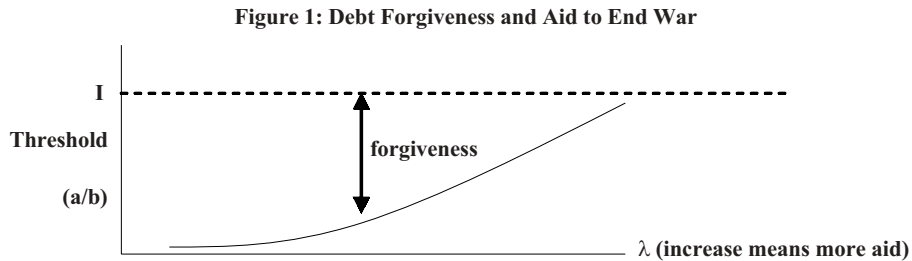 Figure 1: Debt Forgiveness and Aid to End War
I
Threshold
forgiveness
(a/b)
λ (increase means more aid)